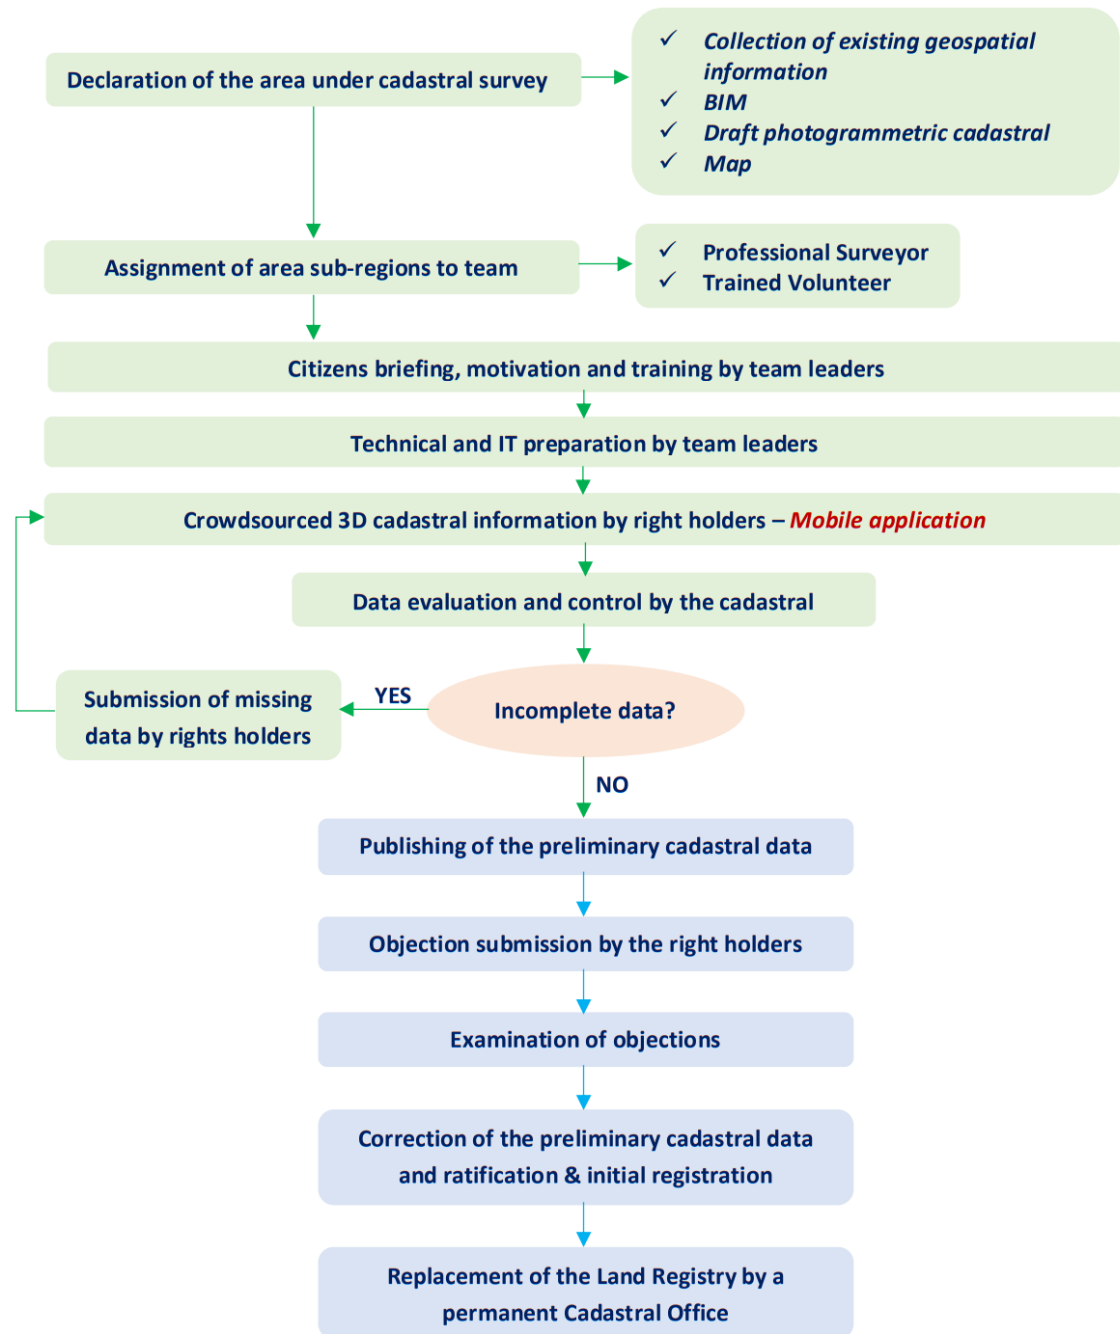 Declaration of the area under cadastral survey
✓ Collection of existing geospatial
information
✓ BIM
✓ Draft photogrammetric cadastral
✓ Map
Assignment of area sub-regions to team
✓ Professional Surveyor
✓ Trained Volunteer
Citizens briefing, motivation and training by team leaders
Technical and IT preparation by team leaders
Crowdsourced 3D cadastral information by right holders – Mobile application
Data evaluation and control by the cadastral
Submission of missing
data by rights holders
YES
Incomplete data?
NO
Publishing of the preliminary cadastral data
Objection submission by the right holders
Examination of objections
Correction of the preliminary cadastral data
and ratification & initial registration
Replacement of the Land Registry by a
permanent Cadastral Office